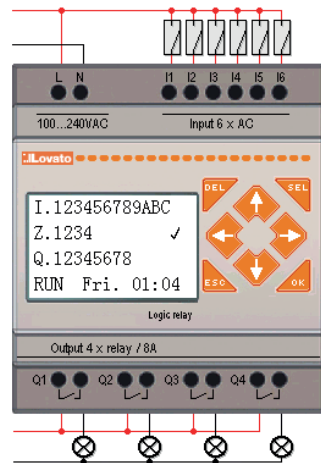 L N I1 I2 I3 I4 I5 I6
100...240VAC Input 6 x AC
Lovato
DEL SEL
I.123456789ABC
Z.1234 ✓
Q.12345678
RUN Fri. 01:04
ESC OK
Logic relay
Output 4 x relay / 8A
Q1 Q2 Q3 Q4